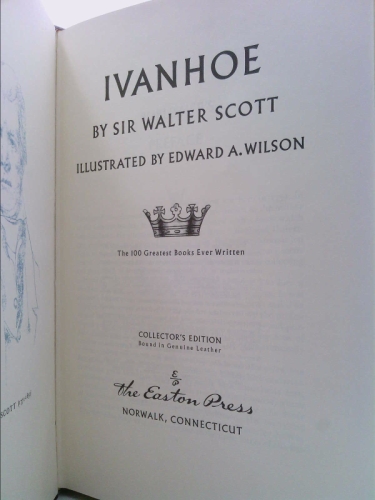 IVANHOE
BY SIR WALTER SCOTT
ILLUSTRATED BY EDWARD A. WILSON
The 100 Greatest Books Ever Written
COLLECTOR'S EDITION
Bound in Genuine Leather
E
P
The Easton Press
NORWALK, CONNECTICUT
SCOTT